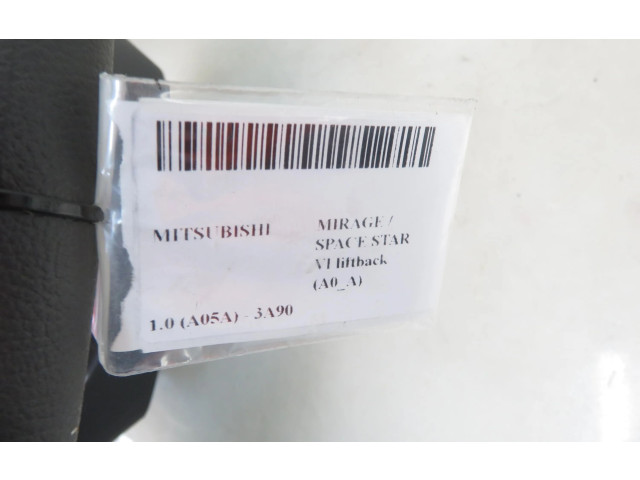 MITSUBISHI
MIRAGE /
SPACE STAR
VI liftback
(A0_A)
1.0 (A05A) - 3A90